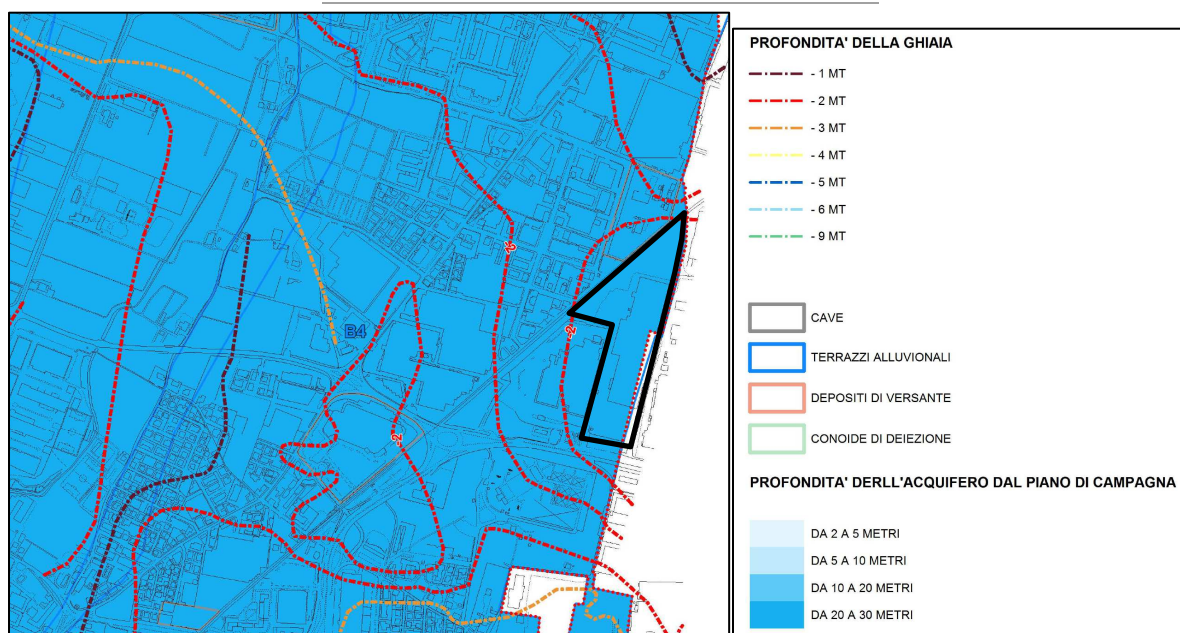 -2
-2
B4
-2
PROFONDITA' DELLA GHIAIA
- 1 MT
- 2 MT
- 3 MT
- 4 MT
- 5 MT
- 6 MT
- 9 MT
CAVE
TERRAZZI ALLUVIONALI
DEPOSITI DI VERSANTE
CONOIDE DI DEIEZIONE
PROFONDITA' DERLL'ACQUIFERO DAL PIANO DI CAMPAGNA
DA 2 A 5 METRI
DA 5 A 10 METRI
DA 10 A 20 METRI
DA 20 A 30 METRI